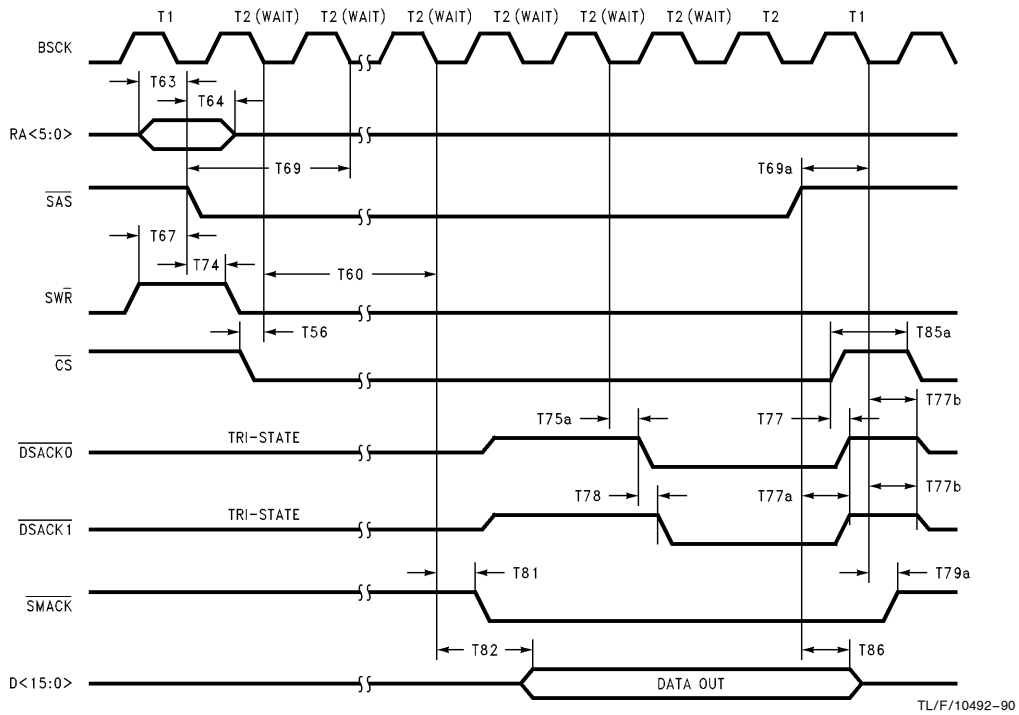 T1 T2 (WAIT) T2 (WAIT) T2 (WAIT) T2 (WAIT) T2 (WAIT) T2 (WAIT) T2 T1
BSCK
T63
T64
RA<5:0>
T69 T69a
SAS
T67
T74
T60
SWR
T56 T85a
CS
T77b
T75a T77
TRI-STATE
DSACK0
T78 T77a T77b
TRI-STATE
DSACK1
T81 T79a
SMACK
T82 T86
D<15:0> DATA OUT
TL/F/10492-90